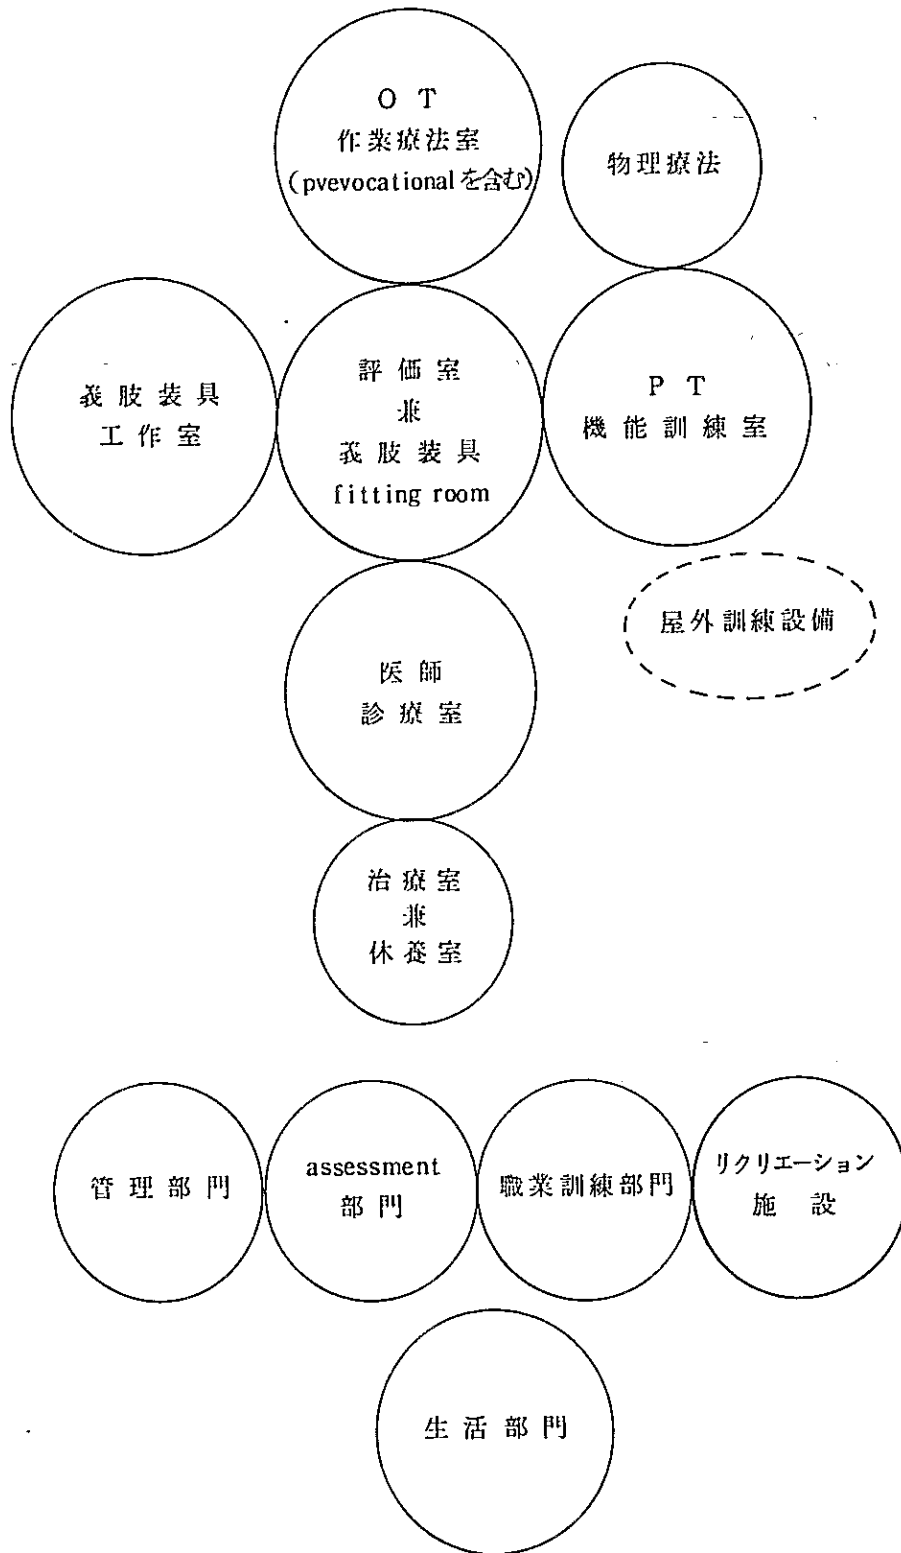 O T
作業療法室
(pvevocationalを含む)
物理療法
義肢装具
工作室
評価室
兼
義肢装具
fitting room
P T
機能訓練室
屋外訓練設備
医師
診療室
治療室
兼
休養室
管理部門
assessment
部門
職業訓練部門
リクリエーション
施設
生活部門